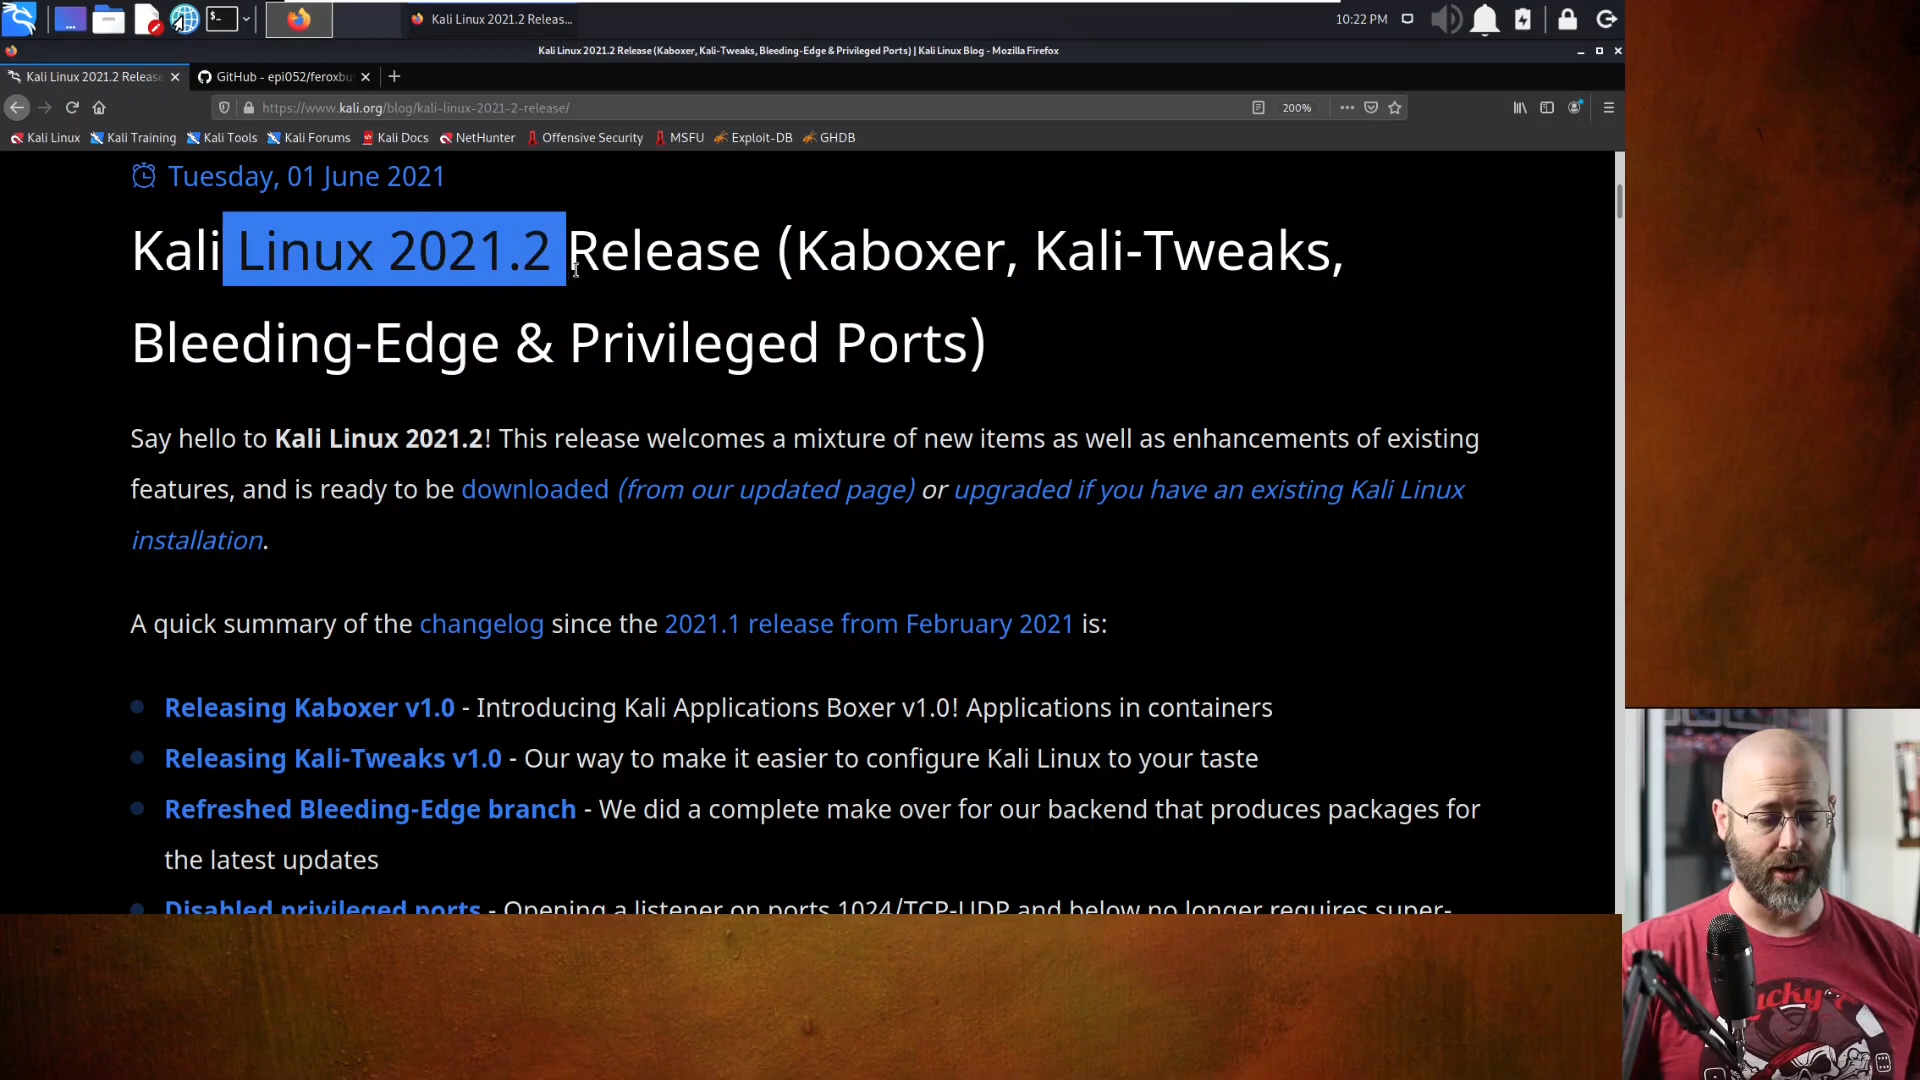 Kali Linux 2021.2 Releas...
10:22 PM
Kali Linux 2021.2 Release (Kaboxer, Kali-Tweaks, Bleeding-Edge & Privileged Ports) | Kali Linux Blog - Mozilla Firefox
Kali Linux 2021.2 Release
GitHub - epi052/feroxbu
https://www.kali.org/blog/kali-linux-2021-2-release/
200%
Kali Linux Kali Training Kali Tools Kali Forums Kali Docs NetHunter Offensive Security MSFU Exploit-DB GHDB
Tuesday, 01 June 2021
Kali Linux 2021.2 Release (Kaboxer, Kali-Tweaks,
Bleeding-Edge & Privileged Ports)
Say hello to Kali Linux 2021.2! This release welcomes a mixture of new items as well as enhancements of existing
features, and is ready to be downloaded (from our updated page) or upgraded if you have an existing Kali Linux
installation.
A quick summary of the changelog since the 2021.1 release from February 2021 is:
Releasing Kaboxer v1.0 - Introducing Kali Applications Boxer v1.0! Applications in containers
Releasing Kali-Tweaks v1.0 - Our way to make it easier to configure Kali Linux to your taste
Refreshed Bleeding-Edge branch - We did a complete make over for our backend that produces packages for
the latest updates
Disabled privileged ports - Opening a listener on ports 1024/TCP-UDP and below no longer requires super-